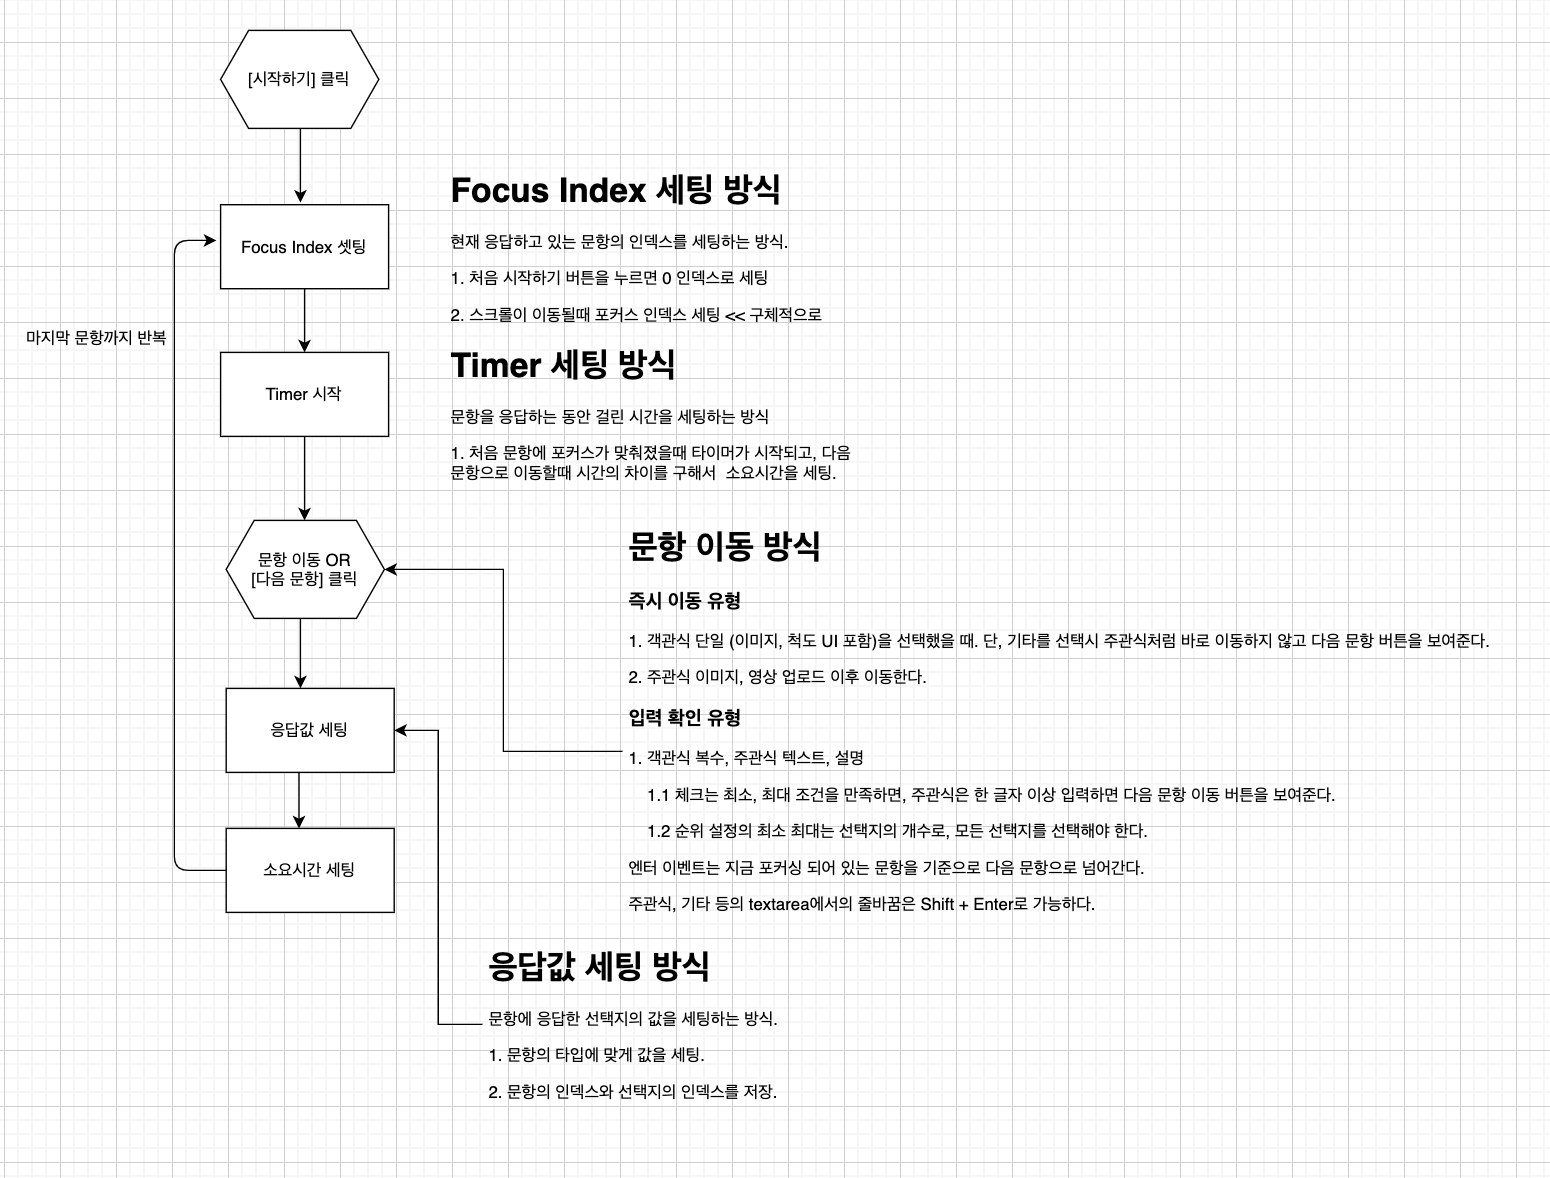 [시작하기] 클릭
Focus Index 세팅 방식
현재 응답하고 있는 문항의 인덱스를 세팅하는 방식.
Focus Index 셋팅
1. 처음 시작하기 버튼을 누르면 0 인덱스로 세팅
2. 스크롤이 이동될때 포커스 인덱스 세팅 << 구체적으로
마지막 문항까지 반복
Timer 세팅 방식
Timer 시작
문항을 응답하는 동안 걸린 시간을 세팅하는 방식
1. 처음 문항에 포커스가 맞춰졌을때 타이머가 시작되고, 다음
문항으로 이동할때 시간의 차이를 구해서  소요시간을 세팅.
문항 이동 OR
[다음 문항] 클릭
문항 이동 방식
즉시 이동 유형
1. 객관식 단일 (이미지, 척도 UI 포함)을 선택했을 때. 단, 기타를 선택시 주관식처럼 바로 이동하지 않고 다음 문항 버튼을 보여준다.
2. 주관식 이미지, 영상 업로드 이후 이동한다.
입력 확인 유형
응답값 세팅
1. 객관식 복수, 주관식 텍스트, 설명
1.1 체크는 최소, 최대 조건을 만족하면, 주관식은 한 글자 이상 입력하면 다음 문항 이동 버튼을 보여준다.
1.2 순위 설정의 최소 최대는 선택지의 개수로, 모든 선택지를 선택해야 한다.
소요시간 세팅
엔터 이벤트는 지금 포커싱 되어 있는 문항을 기준으로 다음 문항으로 넘어간다.
주관식, 기타 등의 textarea에서의 줄바꿈은 Shift + Enter로 가능하다.
응답값 세팅 방식
문항에 응답한 선택지의 값을 세팅하는 방식.
1. 문항의 타입에 맞게 값을 세팅.
2. 문항의 인덱스와 선택지의 인덱스를 저장.